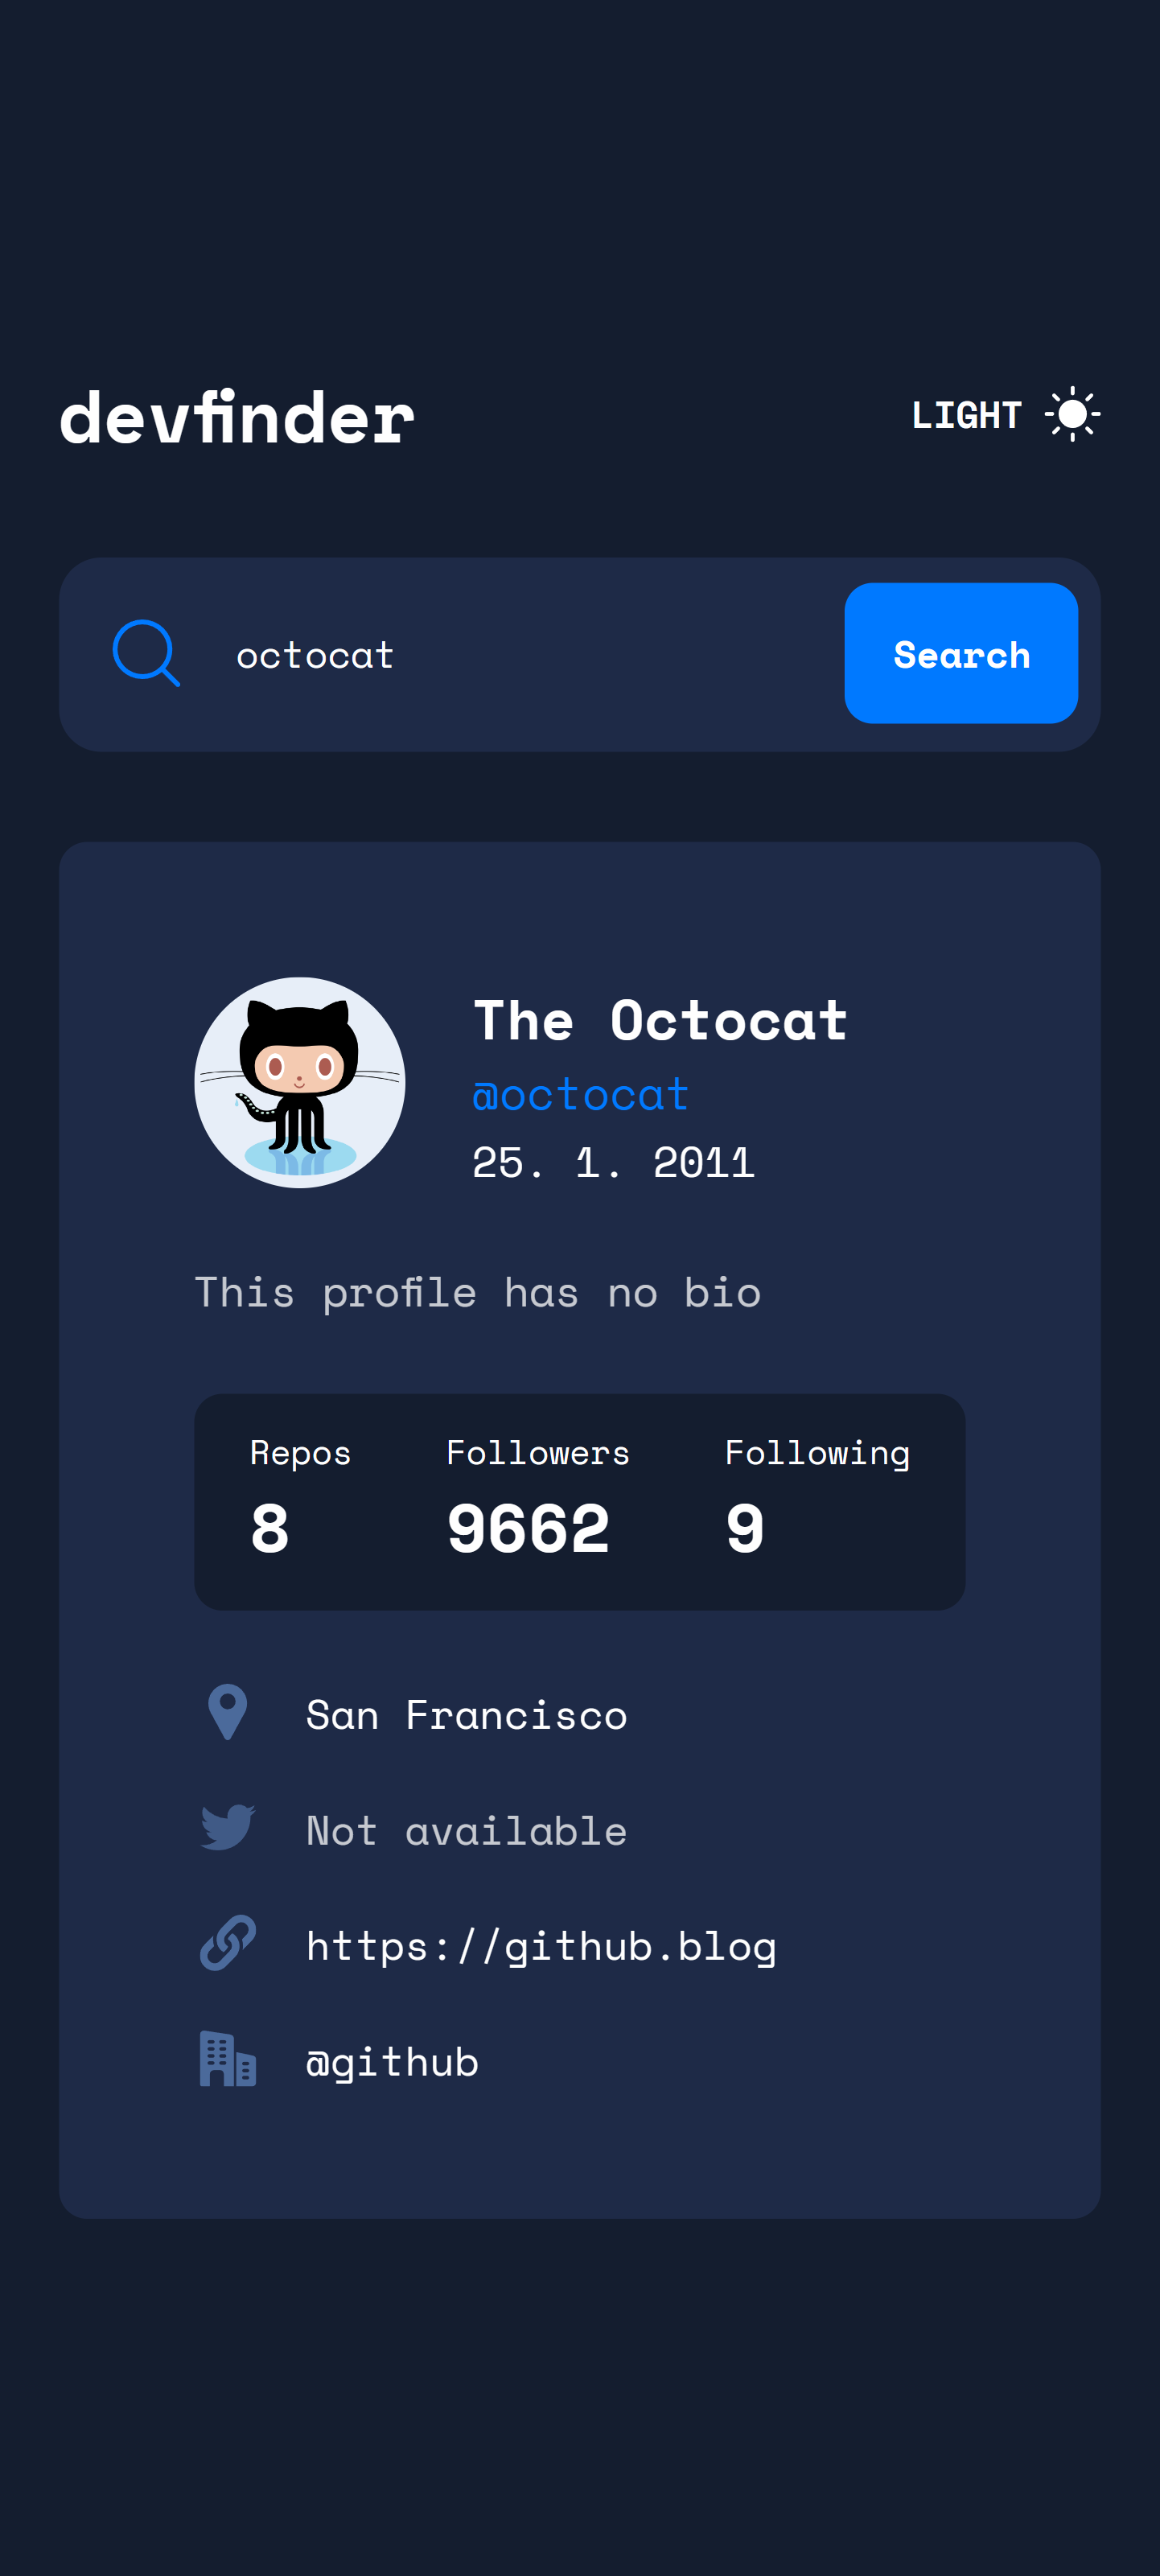 devfinder
LIGHT
octocat
Search
The Octocat
@octocat
25. 1. 2011
This profile has no bio
Repos Followers Following
8 9662 9
San Francisco
Not available
https://github.blog
@github